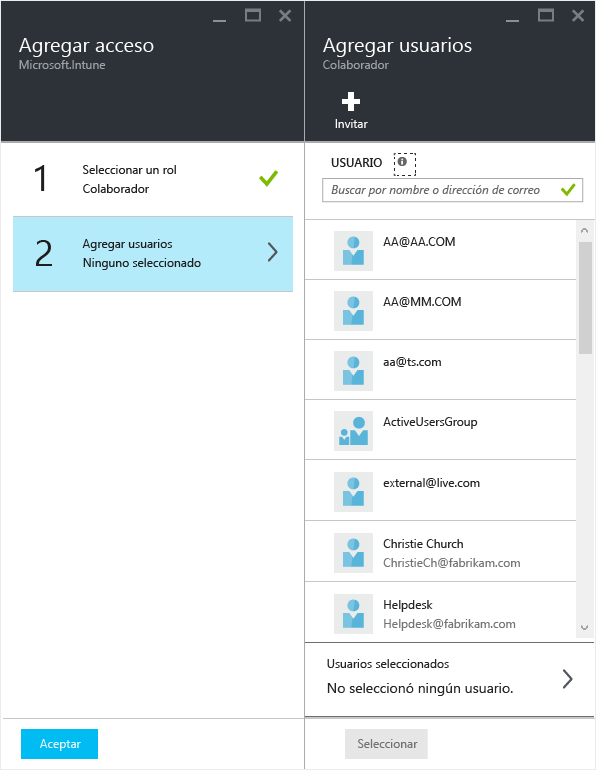 Agregar acceso
Microsoft.Intune
1
Seleccionar un rol
Colaborador
2
Agregar usuarios
Ninguno seleccionado
Aceptar
Agregar usuarios
Colaborador
Invitar
USUARIO
Buscar por nombre o dirección de correo
AA@AA.COM
AA@MM.COM
aa@ts.com
ActiveUsersGroup
external@live.com
Christie Church
ChristieCh@fabrikam.com
Helpdesk
Helpdesk@fabrikam.com
Usuarios seleccionados
No seleccionó ningún usuario.
Seleccionar